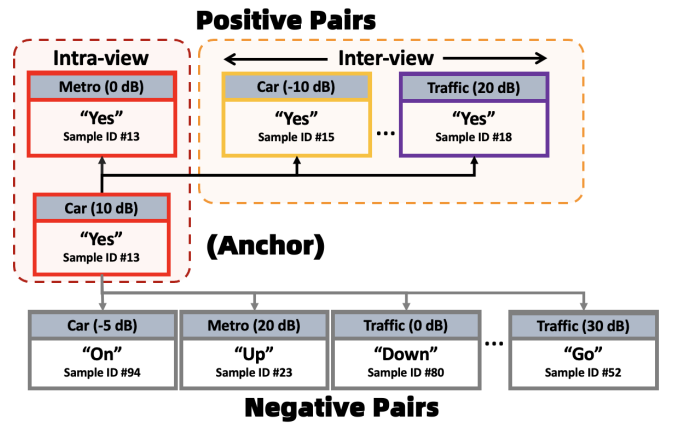 Positive Pairs
Intra-view
Inter-view
Metro (0 dB)
“Yes”
Sample ID #13
Car (-10 dB)
“Yes”
Sample ID #15
...
Traffic (20 dB)
“Yes”
Sample ID #18
Car (10 dB)
“Yes”
Sample ID #13
(Anchor)
Car (-5 dB)
“On”
Sample ID #94
Metro (20 dB)
“Up”
Sample ID #23
Traffic (0 dB)
“Down”
Sample ID #80
...
Traffic (30 dB)
“Go”
Sample ID #52
Negative Pairs